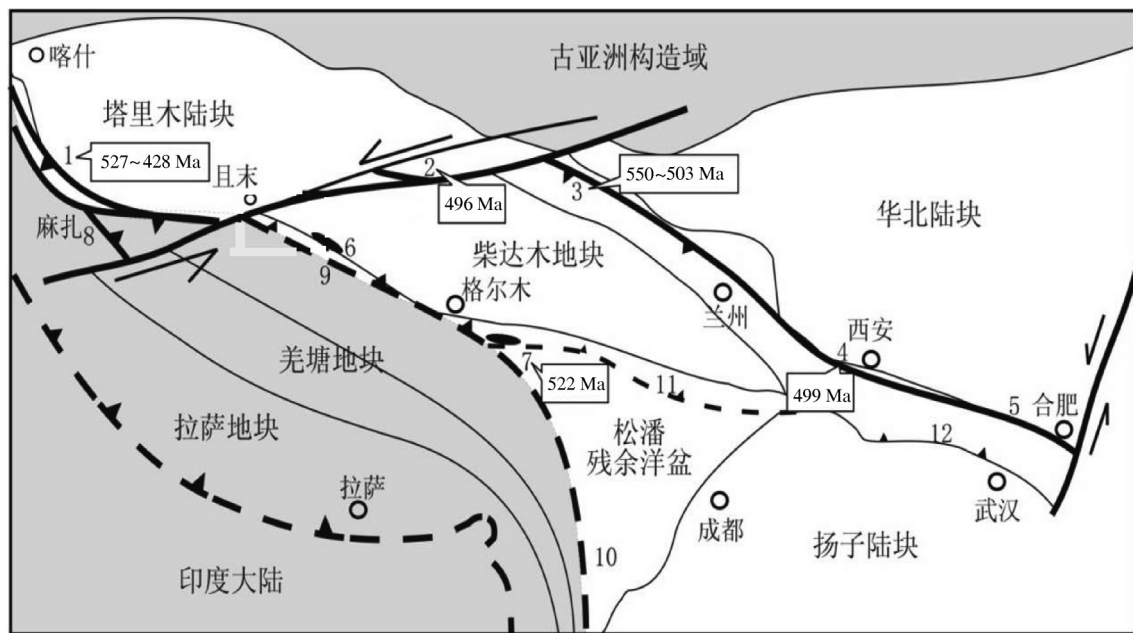 喀什
古亚洲构造域
塔里木陆块
1
527~428 Ma
且末
2
496 Ma
3
550~503 Ma
华北陆块
麻扎
8
6
9
柴达木地块
格尔木
兰州
西安
4
499 Ma
羌塘地块
7
522 Ma
11
5
合肥
拉萨地块
松潘
残余洋盆
12
拉萨
成都
武汉
扬子陆块
印度大陆
10